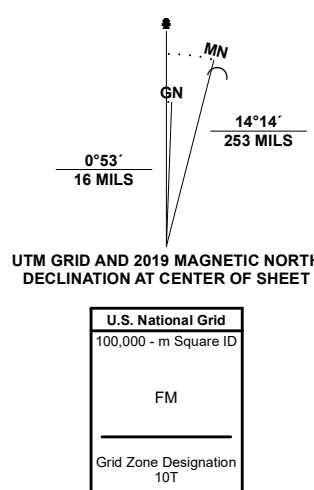 MN
GN
14°14´
253 MILS
0°53´
16 MILS
UTM GRID AND 2019 MAGNETIC NORTH
DECLINATION AT CENTER OF SHEET
U.S. National Grid
100,000 - m Square ID
FM
Grid Zone Designation
10T